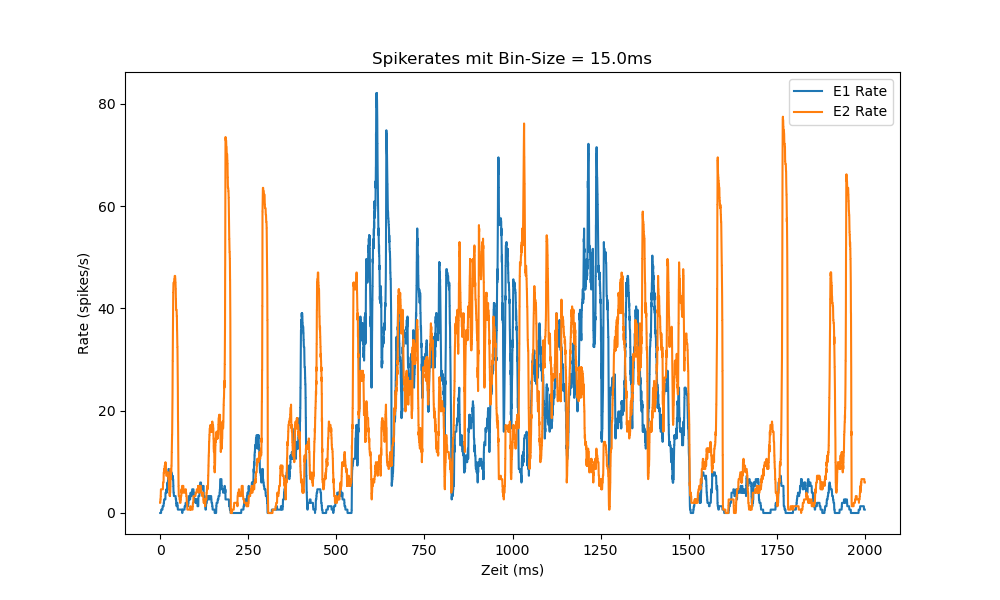 Spikerates mit Bin-Size = 15.0ms
E1 Rate
E2 Rate
Rate (spikes/s)
80
60
40
20
0
0 250 500 750 1000 1250 1500 1750 2000
Zeit (ms)